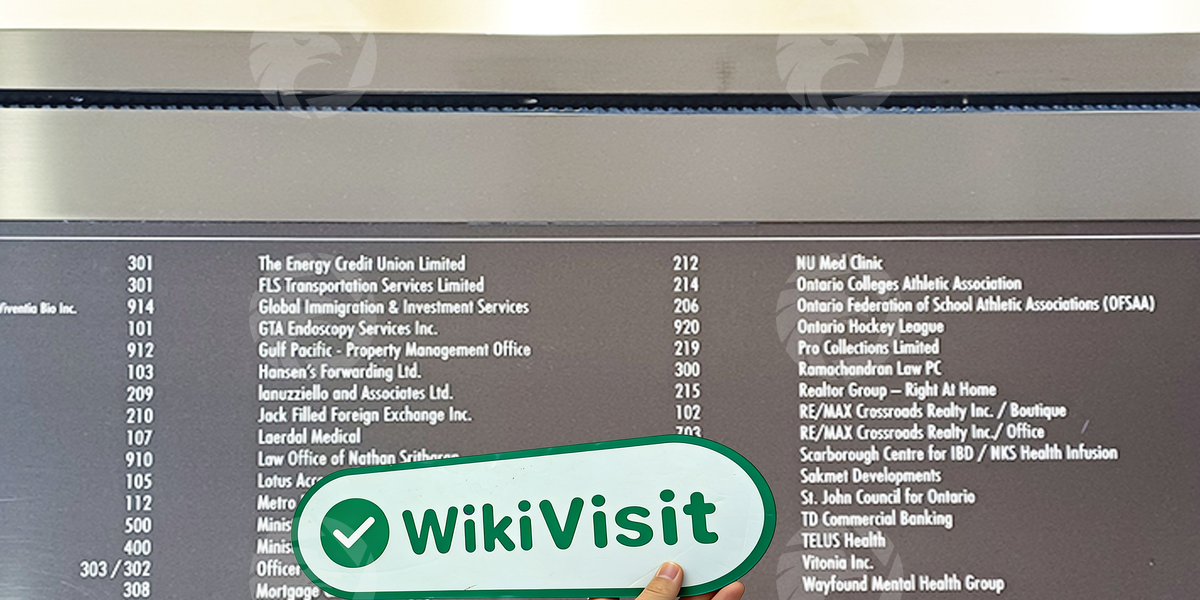 301 The Energy Credit Union Limited 212 NU Med Clinic
301 FLS Transportation Services Limited 214 Ontario Colleges Athletic Association
Viventia Bio Inc. 914 Global Immigration & Investment Services 206 Ontario Federation of School Athletic Associations (OFSAA)
101 GTA Endoscopy Services Inc. 920 Ontario Hockey League
912 Gulf Pacific - Property Management Office 219 Pro Collections Limited
103 Hansen's Forwarding Ltd. 300 Ramachandran Law PC
209 Ianuzziello and Associates Ltd. 215 Realtor Group – Right At Home
210 Jack Filled Foreign Exchange Inc. 102 RE/MAX Crossroads Realty Inc. / Boutique
107 Laerdal Medical 703 RE/MAX Crossroads Realty Inc./ Office
910 Law Office of Nathan Sritharan Scarborough Centre for IBD / NKS Health Infusion
105 Lotus Sakmet Developments
112 Metro St. John Council for Ontario
500 TD Commercial Banking
400 TELUS Health
303 / 302 Officer Vitonia Inc.
308 Mortgage Wayfound Mental Health Group
WikiVisit